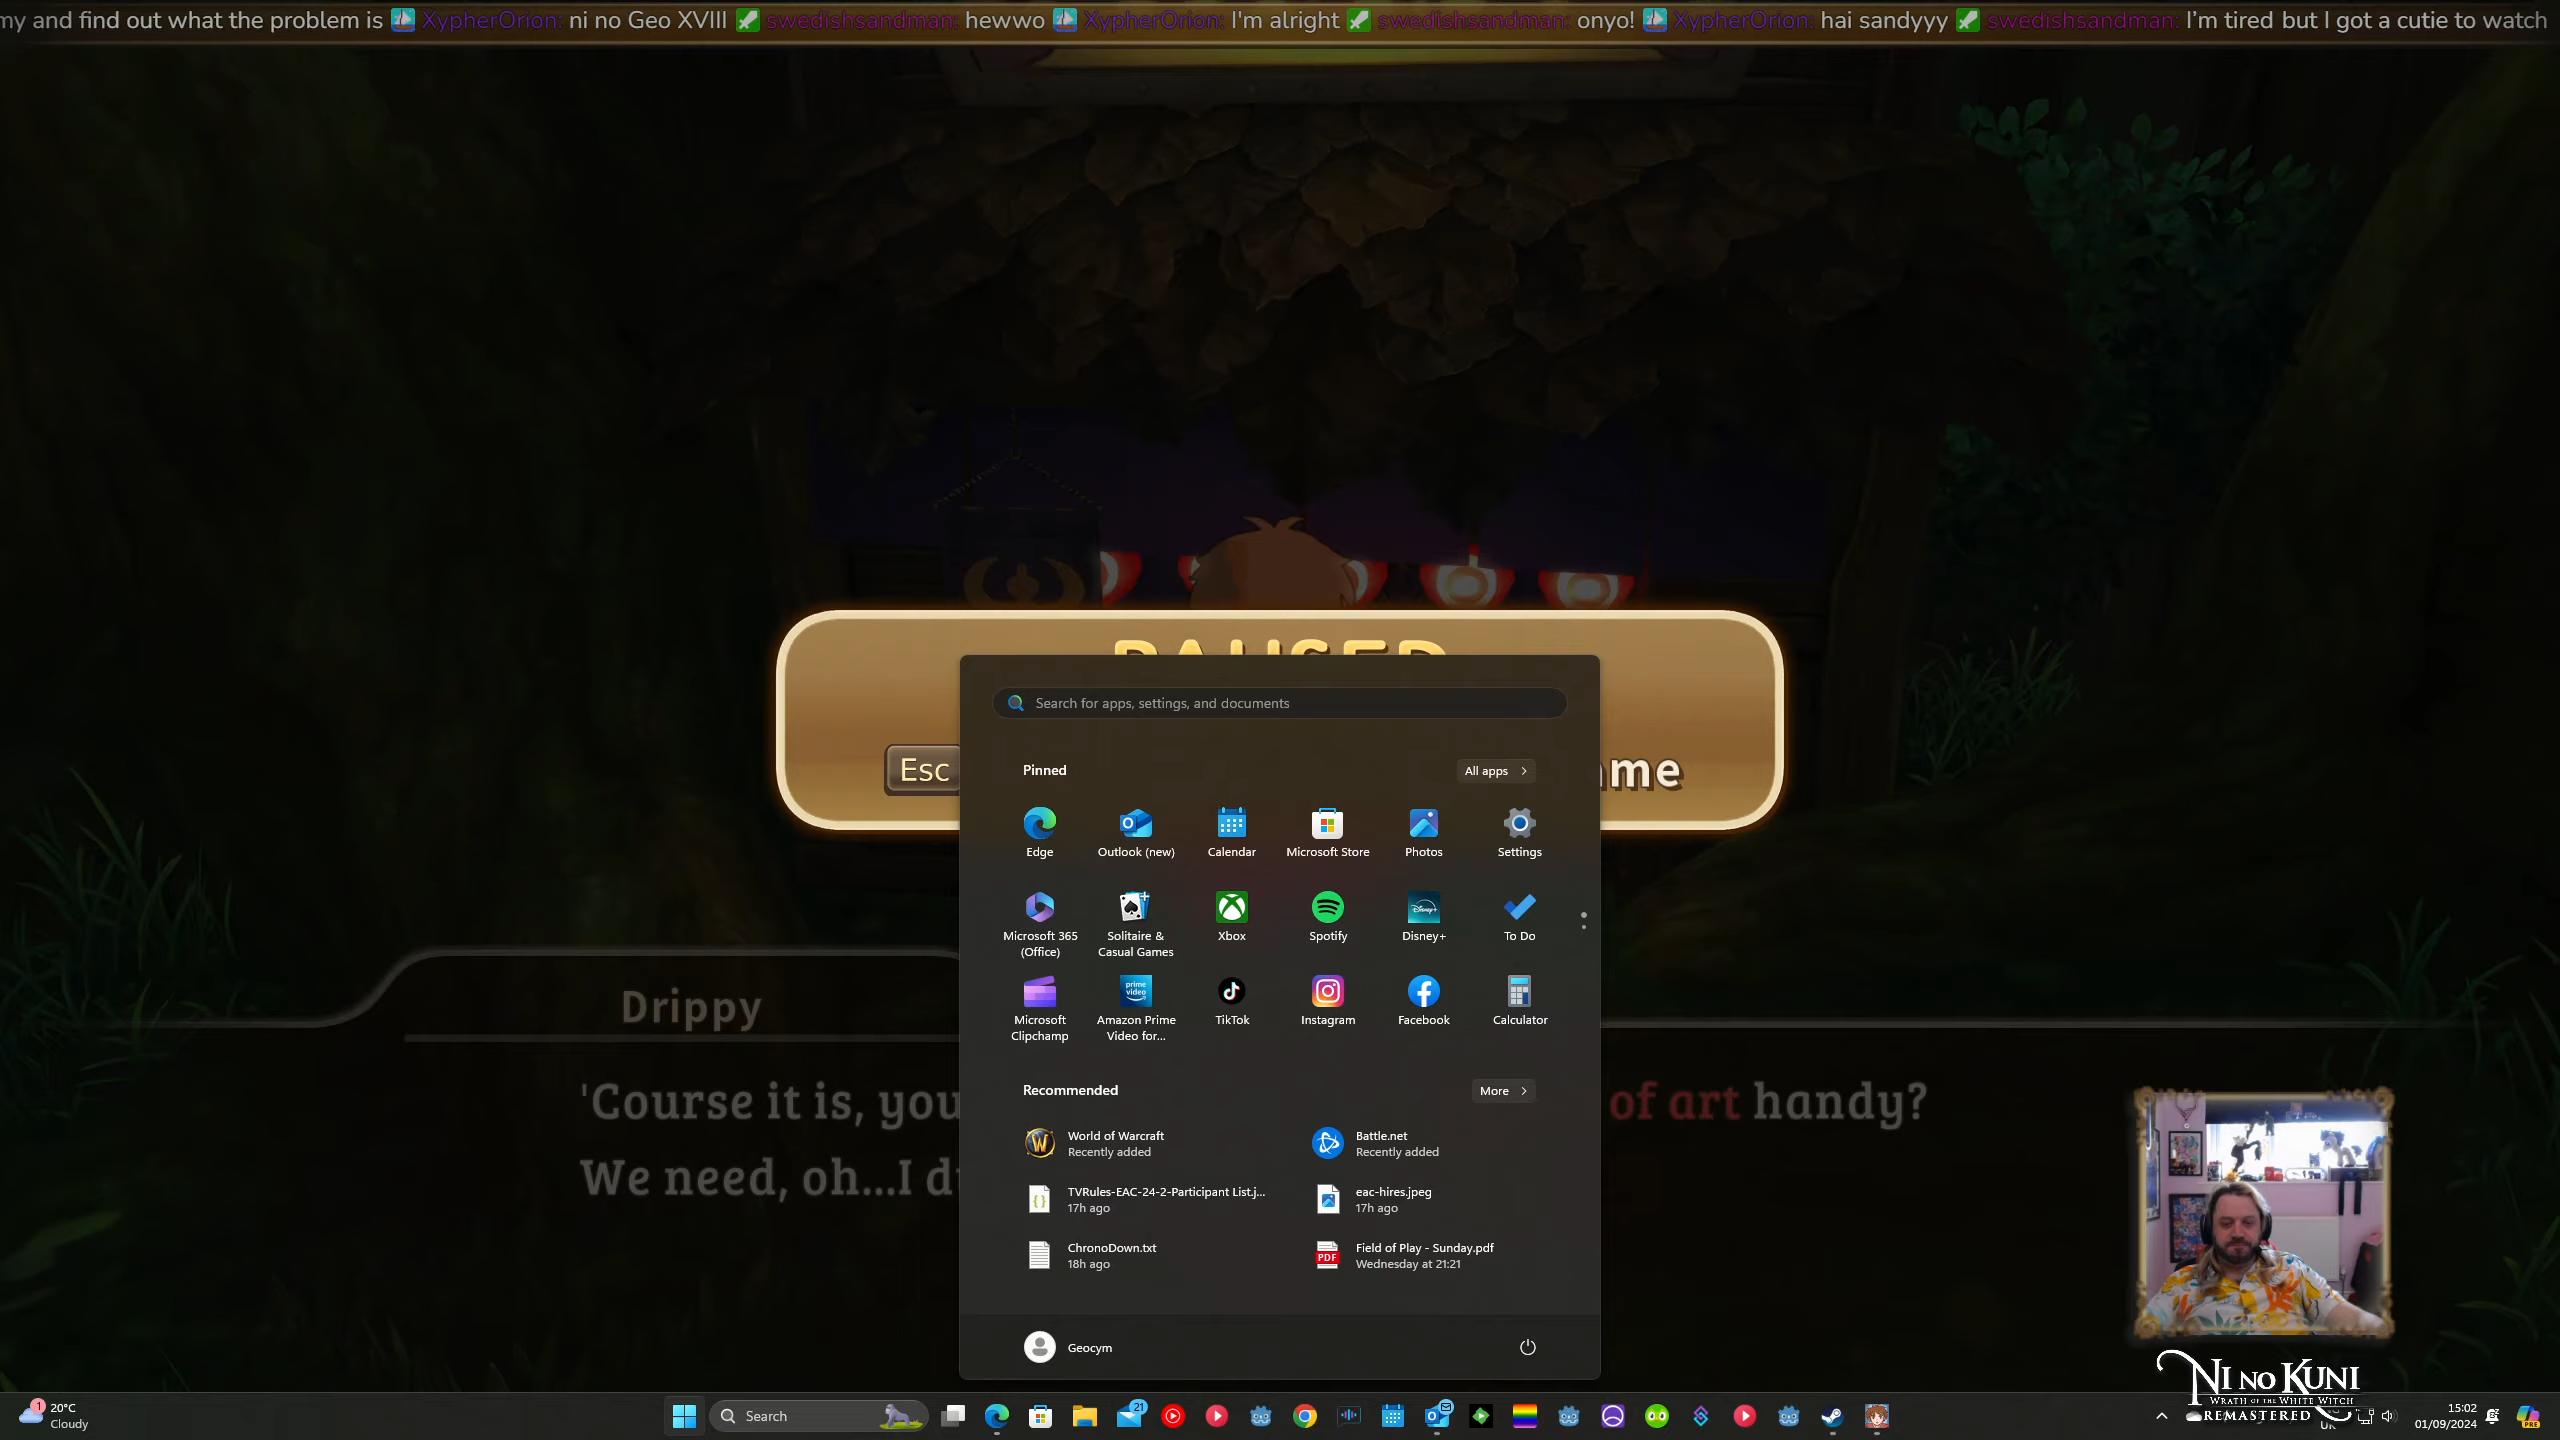 my and find out what the problem is XypherOrion: ni no Geo XVIII swedishsandman: hewwo XypherOrion: I'm alright swedishsandman: onyo! XypherOrion: hai sandyyy swedishsandman: I'm tired but I got a cutie to watch
PAUSED
Search for apps, settings, and documents
Pinned
All apps
Esc
ame
Edge
Outlook (new)
Calendar
Microsoft Store
Photos
Settings
Microsoft 365
(Office)
Solitaire &
Casual Games
Xbox
Spotify
Disney+
To Do
Microsoft
Clipchamp
Amazon Prime
Video for...
TikTok
Instagram
Facebook
Calculator
Drippy
'Course it is, you
of art handy?
We need, oh...I d
Recommended
More
World of Warcraft
Recently added
Battle.net
Recently added
TVRules-EAC-24-2-Participant List.j...
17h ago
eac-hires.jpeg
17h ago
ChronoDown.txt
18h ago
Field of Play - Sunday.pdf
Wednesday at 21:21
Geocym
NI NO KUNI
WRATH OF THE WHITE WITCH
REMASTERED
1
20°C
Cloudy
Search
21
15:02
01/09/2024